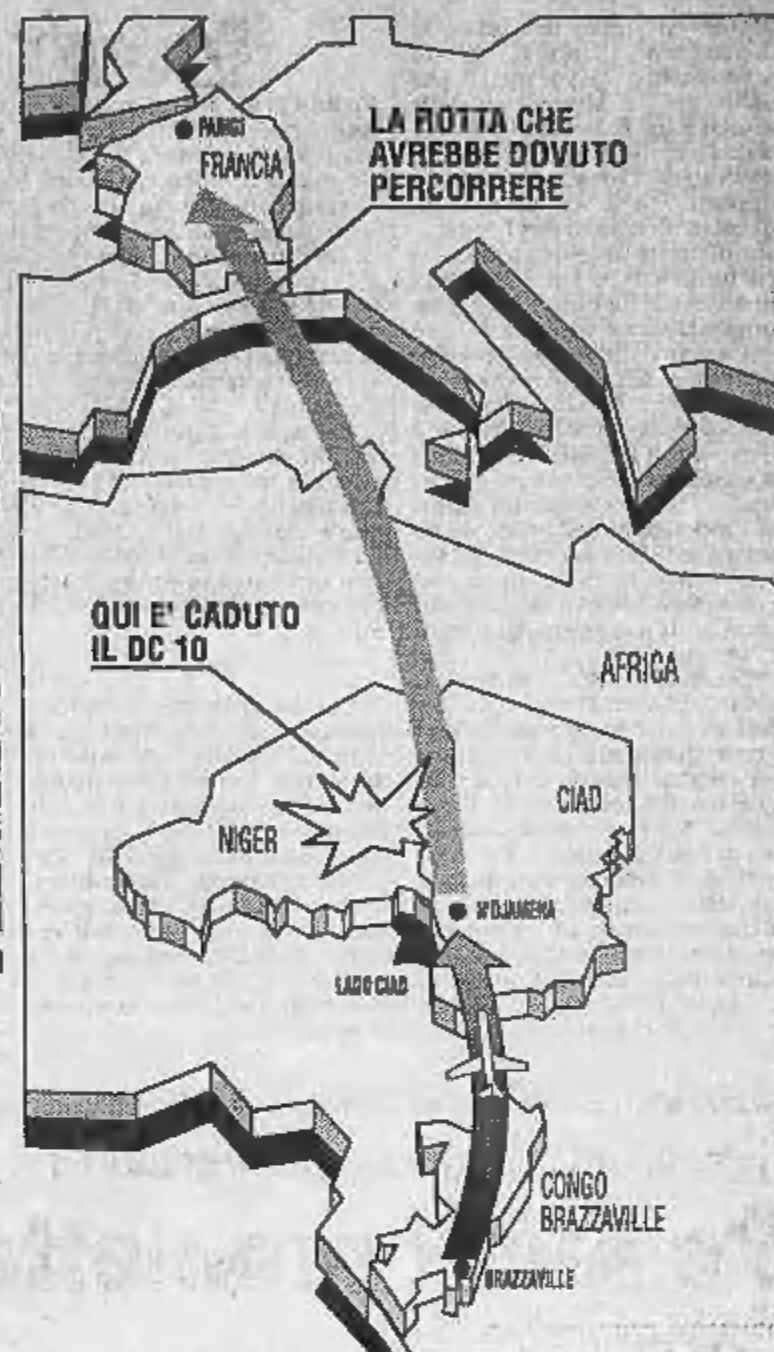 PARIGI
FRANCIA
LA ROTTA CHE
AVREBBE DOVUTO
PERCORRERE
QUI E' CADUTO
IL DC 10
AFRICA
CIAD
NIGER
N'DJAMENA
LAGO CIAD
CONGO
BRAZZAVILLE
BRAZZAVILLE